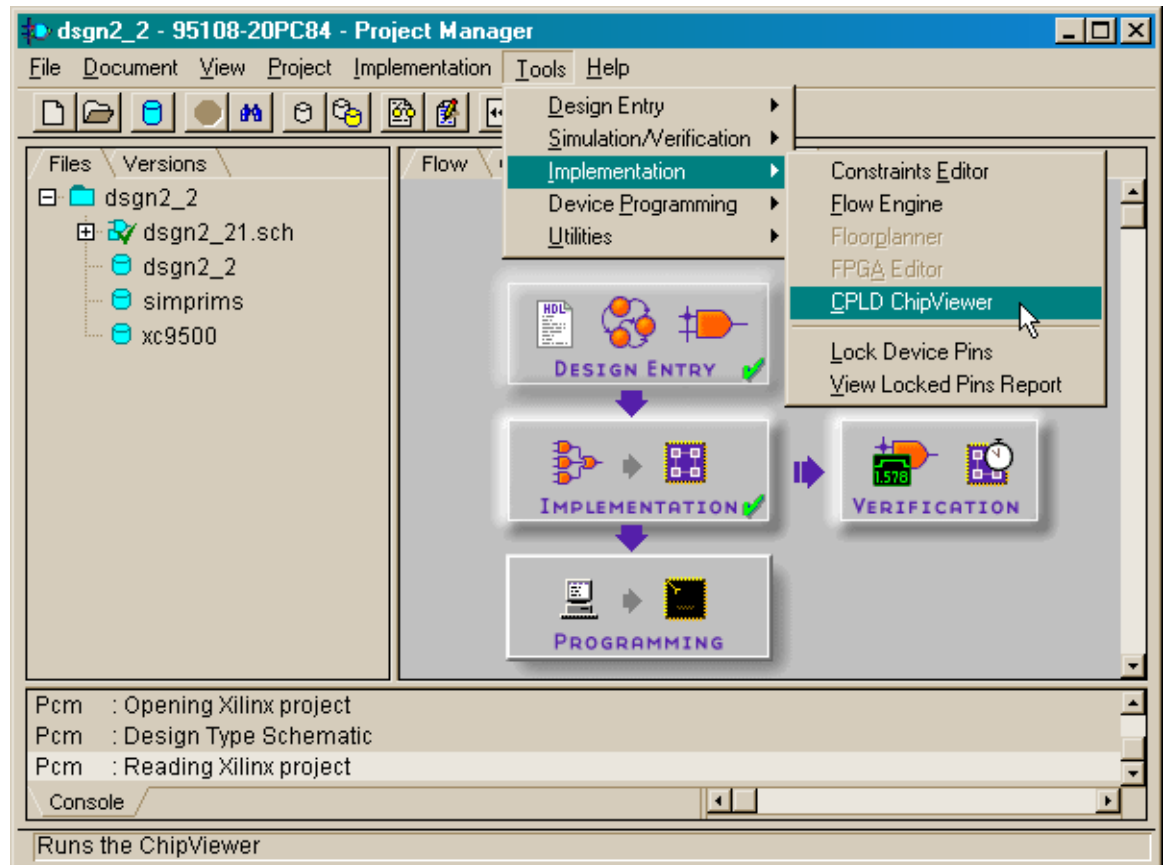 dsgn2_2 - 95108-20PC84 - Project Manager
File Document View Project Implementation Tools Help
Design Entry
Simulation/Verification
Implementation
Device Programming
Utilities
Constraints Editor
Flow Engine
Floorplanner
FPGA Editor
CPLD ChipViewer
Lock Device Pins
View Locked Pins Report
Files Versions
dsgn2_2
dsgn2_21.sch
dsgn2_2
simprims
xc9500
Flow
HDL
DESIGN ENTRY
IMPLEMENTATION
1.578
VERIFICATION
PROGRAMMING
Pcm : Opening Xilinx project
Pcm : Design Type Schematic
Pcm : Reading Xilinx project
Console
Runs the ChipViewer